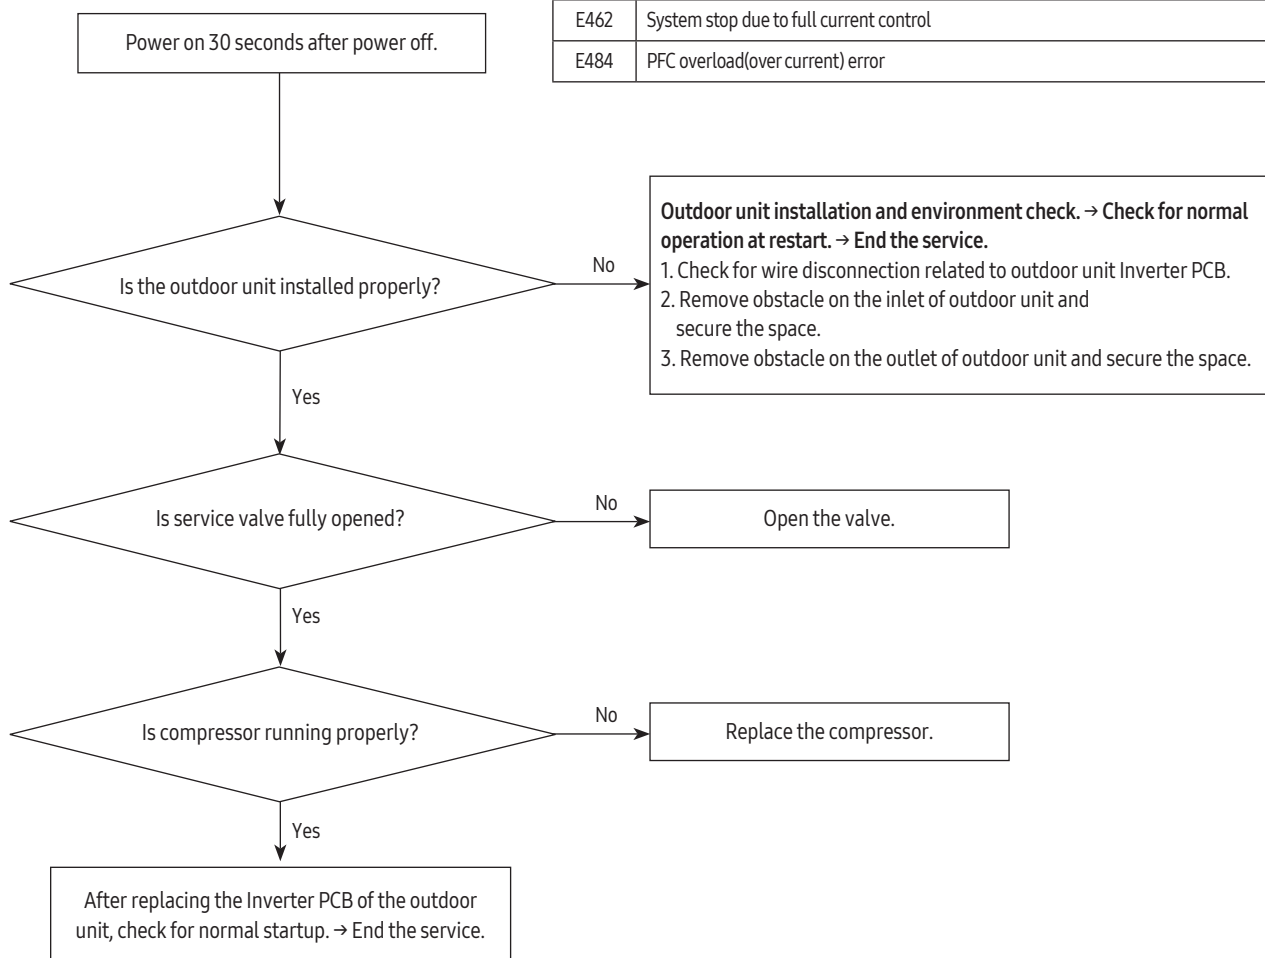 Power on 30 seconds after power off.
E462 System stop due to full current control
E484 PFC overload(over current) error
Is the outdoor unit installed properly?
No
Outdoor unit installation and environment check. → Check for normal
operation at restart. → End the service.
1. Check for wire disconnection related to outdoor unit Inverter PCB.
2. Remove obstacle on the inlet of outdoor unit and
secure the space.
3. Remove obstacle on the outlet of outdoor unit and secure the space.
Yes
Is service valve fully opened?
No
Open the valve.
Yes
Is compressor running properly?
No
Replace the compressor.
Yes
After replacing the Inverter PCB of the outdoor
unit, check for normal startup. → End the service.